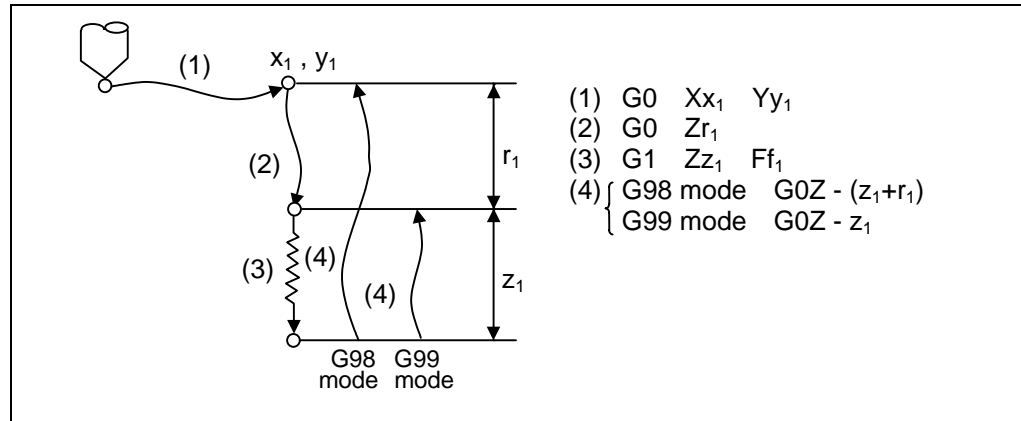 (1)
x₁ , y₁
(2)
r₁
(3)
(4)
(4)
z₁
G98
mode
G99
mode
(1) G0 Xx₁ Yy₁
(2) G0 Zr₁
(3) G1 Zz₁ Ff₁
(4) { G98 mode G0Z - (z₁+r₁)
G99 mode G0Z - z₁